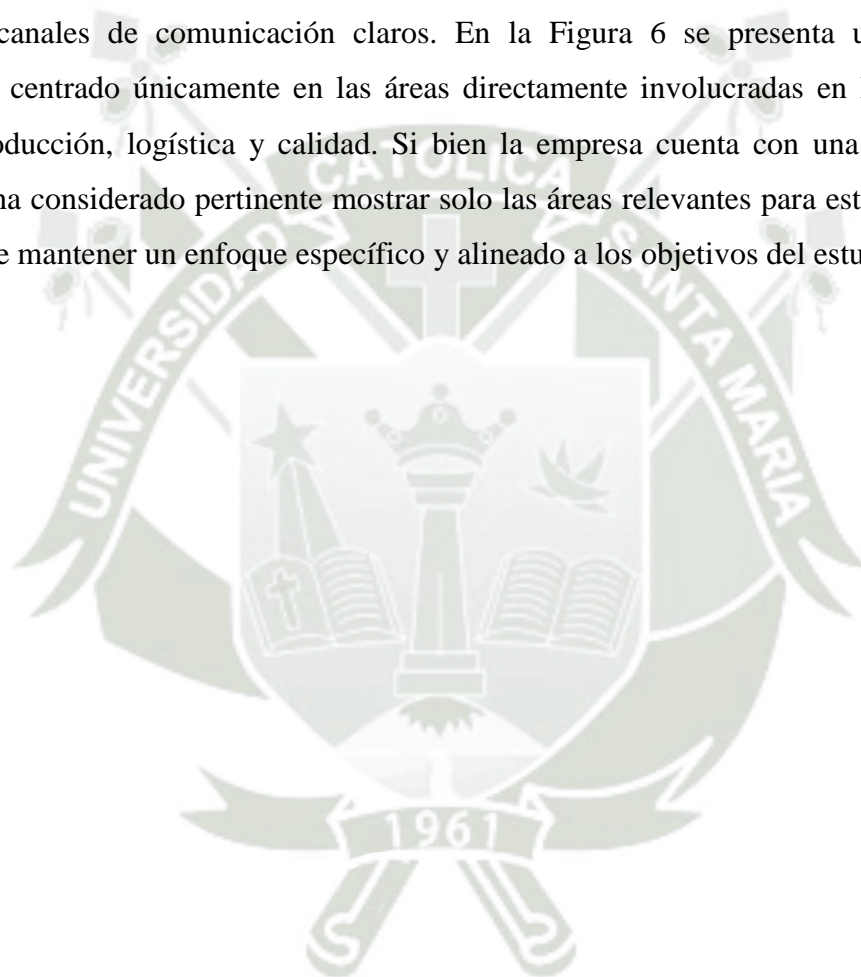 canales de comunicación claros. En la Figura 6 se presenta u
centrado únicamente en las áreas directamente involucradas en
oducción, logística y calidad. Si bien la empresa cuenta con una
ha considerado pertinente mostrar solo las áreas relevantes para est
e mantener un enfoque específico y alineado a los objetivos del estu
UNIVERSIDAD CATOLICA SANTA MARIA
1961